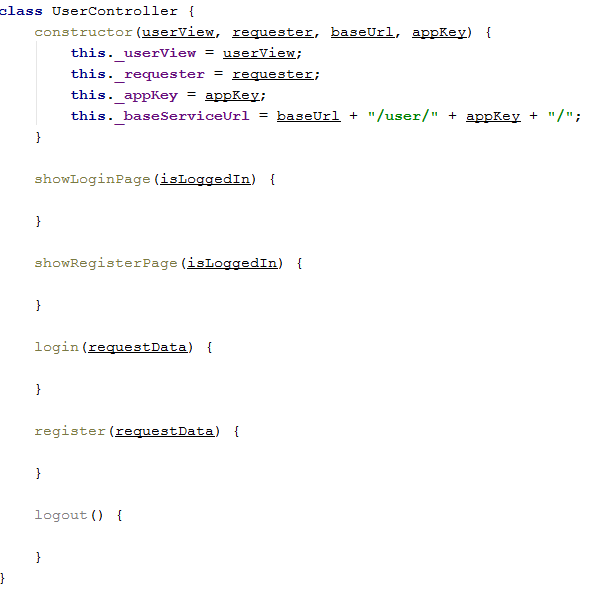 class UserController {
    constructor(userView, requester, baseUrl, appKey) {
        this._userView = userView;
        this._requester = requester;
        this._appKey = appKey;
        this._baseServiceUrl = baseUrl + "/user/" + appKey + "/";
    }

    showLoginPage(isLoggedIn) {

    }

    showRegisterPage(isLoggedIn) {

    }

    login(requestData) {

    }

    register(requestData) {

    }

    logout() {

    }
}